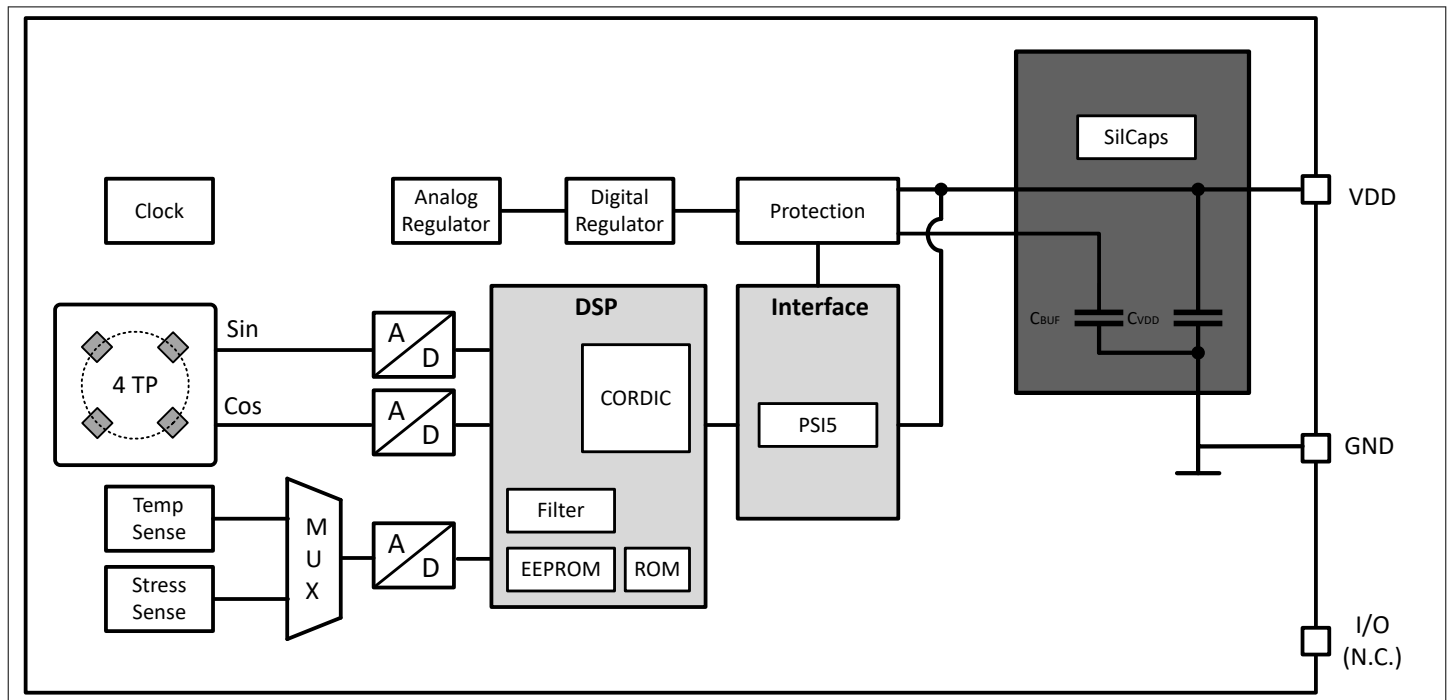 SilCaps
Clock
Analog
Regulator
Digital
Regulator
Protection
VDD
4 TP
Sin
Cos
A
D
A
D
DSP
CORDIC
Filter
EEPROM
ROM
Interface
PSI5
CBUF
CVDD
GND
Temp
Sense
Stress
Sense
M
U
X
A
D
I/O
(N.C.)